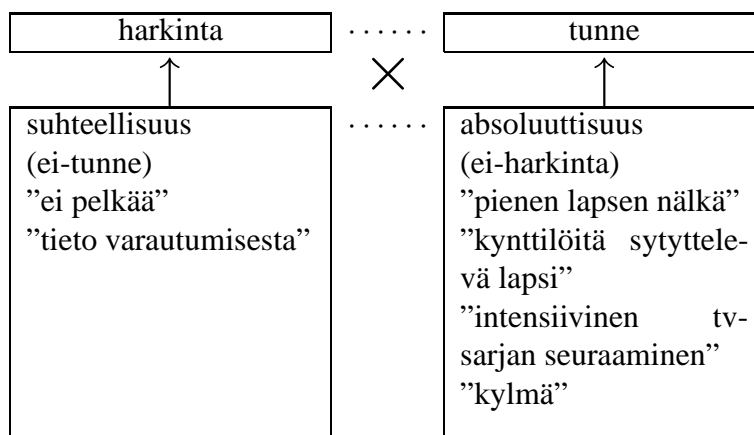 harkinta ...... tunne
×
suhteellisuus ...... absoluuttisuus
(ei-tunne)
”ei pelkää”
”tieto varautumisesta”
(ei-harkinta)
”pienen lapsen nälkä”
”kynttilöitä sytyttele-
vä lapsi”
”intensiivinen tv-
sarjan seuraaminen”
”kylmä”